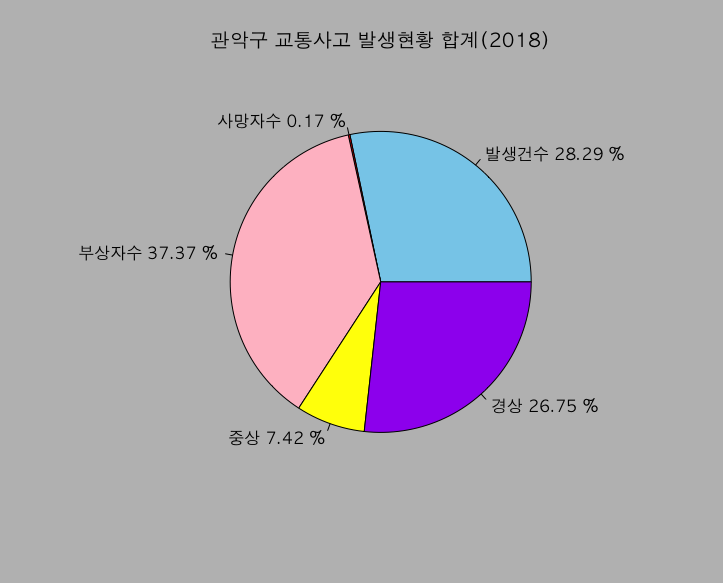 관악구 교통사고 발생현황 합계(2018)
사망자수 0.17 %
발생건수 28.29 %
부상자수 37.37 %
경상 26.75 %
중상 7.42 %